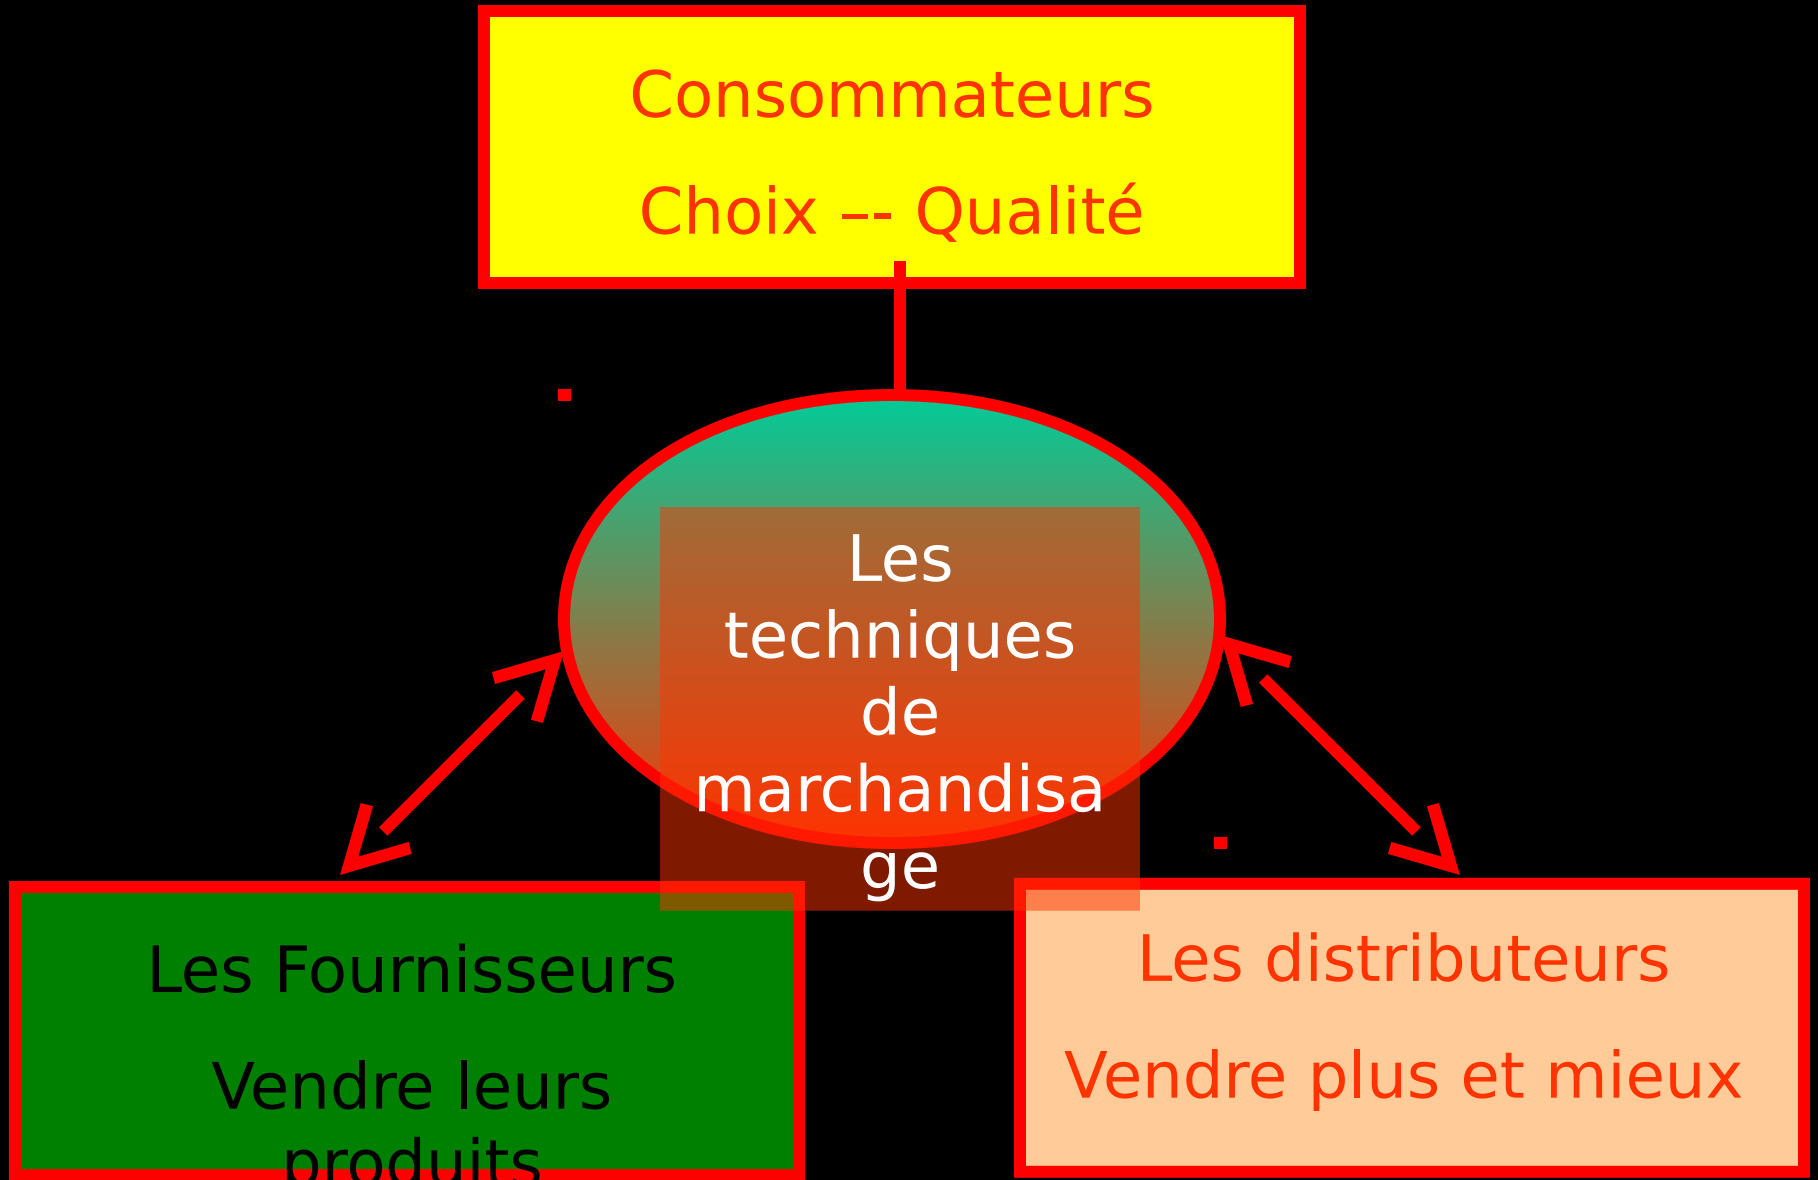 Consommateurs
Choix –- Qualité
Les
techniques
de
marchandisa
ge
Les Fournisseurs
Vendre leurs
produits
Les distributeurs
Vendre plus et mieux